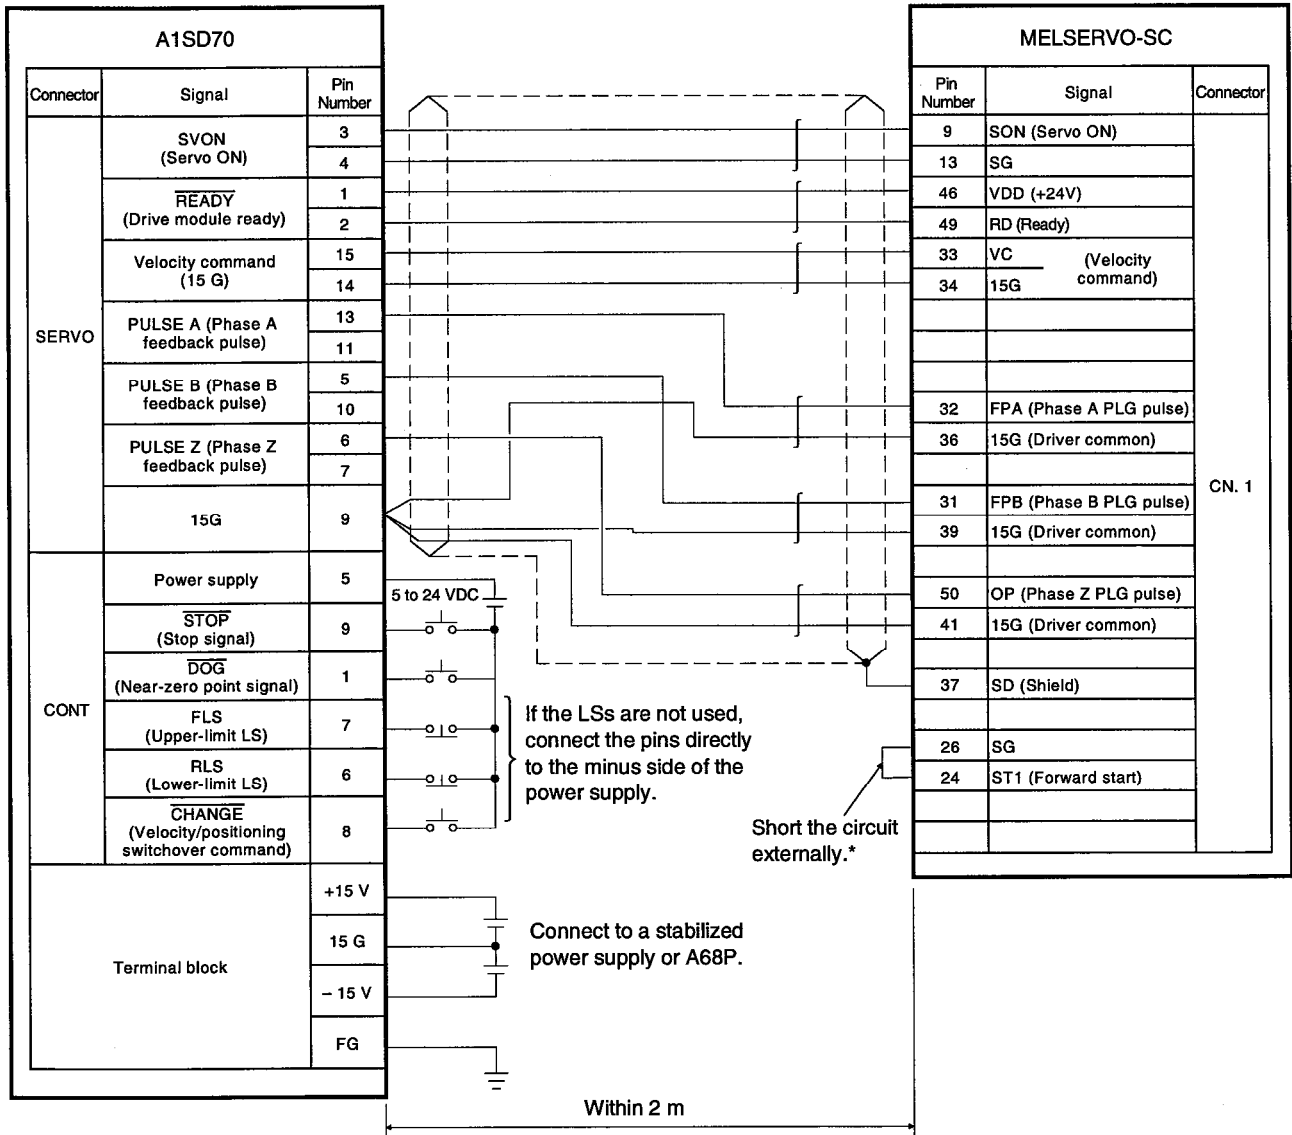 A1SD70
Connector Signal Pin Number
SERVO
SVON (Servo ON)
3
4
READY (Drive module ready)
1
2
Velocity command (15 G)
15
14
PULSE A (Phase A feedback pulse)
13
11
PULSE B (Phase B feedback pulse)
5
10
PULSE Z (Phase Z feedback pulse)
6
7
15G
9
CONT
Power supply
5
STOP (Stop signal)
9
DOG (Near-zero point signal)
1
FLS (Upper-limit LS)
7
RLS (Lower-limit LS)
6
CHANGE (Velocity/positioning switchover command)
8
Terminal block
+15 V
15 G
– 15 V
FG
5 to 24 VDC
If the LSs are not used,
connect the pins directly
to the minus side of the
power supply.
Connect to a stabilized
power supply or A68P.
Short the circuit
externally.*
Within 2 m
MELSERVO-SC
Pin Number Signal Connector
9 SON (Servo ON)
13 SG
46 VDD (+24V)
49 RD (Ready)
33 VC
34 15G
(Velocity command)
32 FPA (Phase A PLG pulse)
36 15G (Driver common)
31 FPB (Phase B PLG pulse)
39 15G (Driver common)
50 OP (Phase Z PLG pulse)
41 15G (Driver common)
37 SD (Shield)
26 SG
24 ST1 (Forward start)
CN. 1